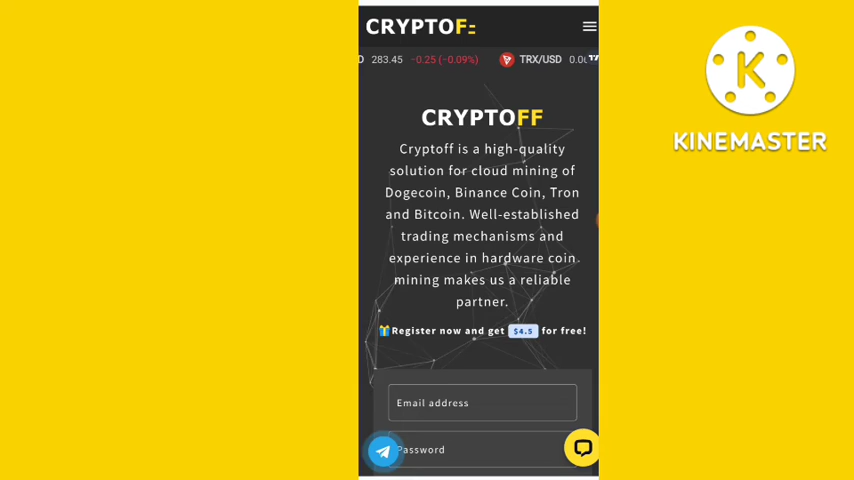 CRYPTOF
283.45 −0.25 (−0.09%) TRX/USD
CRYPTOFF
Cryptoff is a high-quality
solution for cloud mining of
Dogecoin, Binance Coin, Tron
and Bitcoin. Well-established
trading mechanisms and
experience in hardware coin
mining makes us a reliable
partner.
Register now and get $4.5 for free!
Email address
Password
KINEMASTER